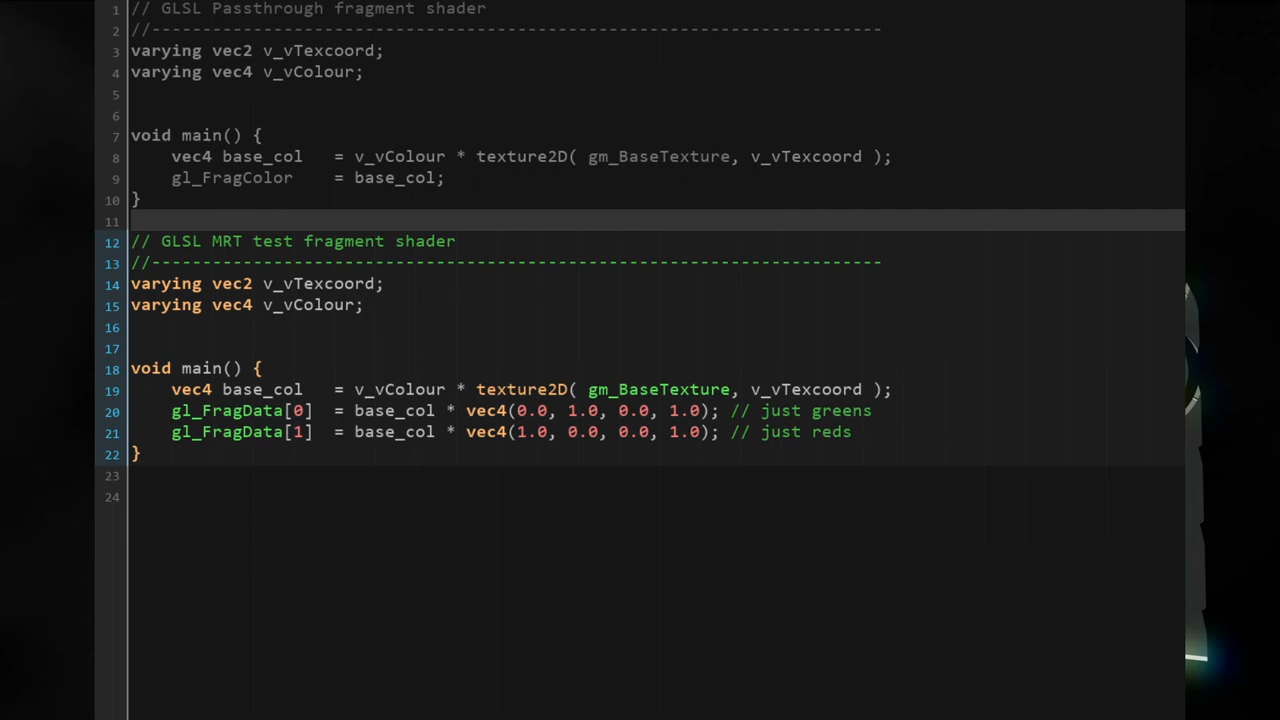 1 // GLSL Passthrough fragment shader
2 //------------------------------------------------------------------------
3 varying vec2 v_vTexcoord;
4 varying vec4 v_vColour;
5
6
7 void main() {
8     vec4 base_col   = v_vColour * texture2D( gm_BaseTexture, v_vTexcoord );
9     gl_FragColor    = base_col;
10 }
11
12 // GLSL MRT test fragment shader
13 //------------------------------------------------------------------------
14 varying vec2 v_vTexcoord;
15 varying vec4 v_vColour;
16
17
18 void main() {
19     vec4 base_col   = v_vColour * texture2D( gm_BaseTexture, v_vTexcoord );
20     gl_FragData[0]  = base_col * vec4(0.0, 1.0, 0.0, 1.0); // just greens
21     gl_FragData[1]  = base_col * vec4(1.0, 0.0, 0.0, 1.0); // just reds
22 }
23
24